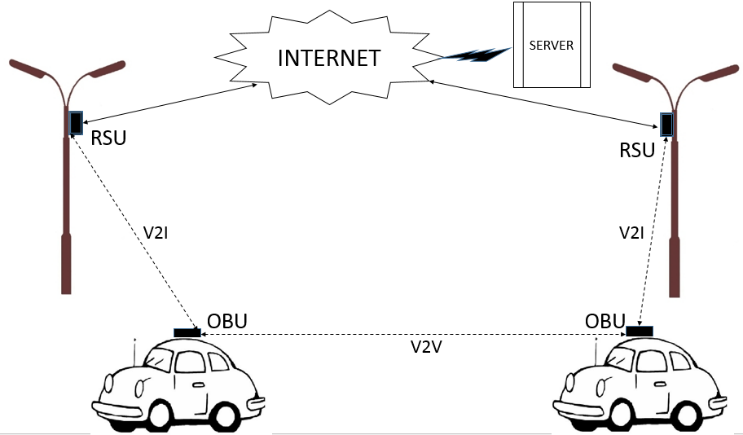 INTERNET
SERVER
RSU
RSU
V2I
V2I
OBU
OBU
V2V